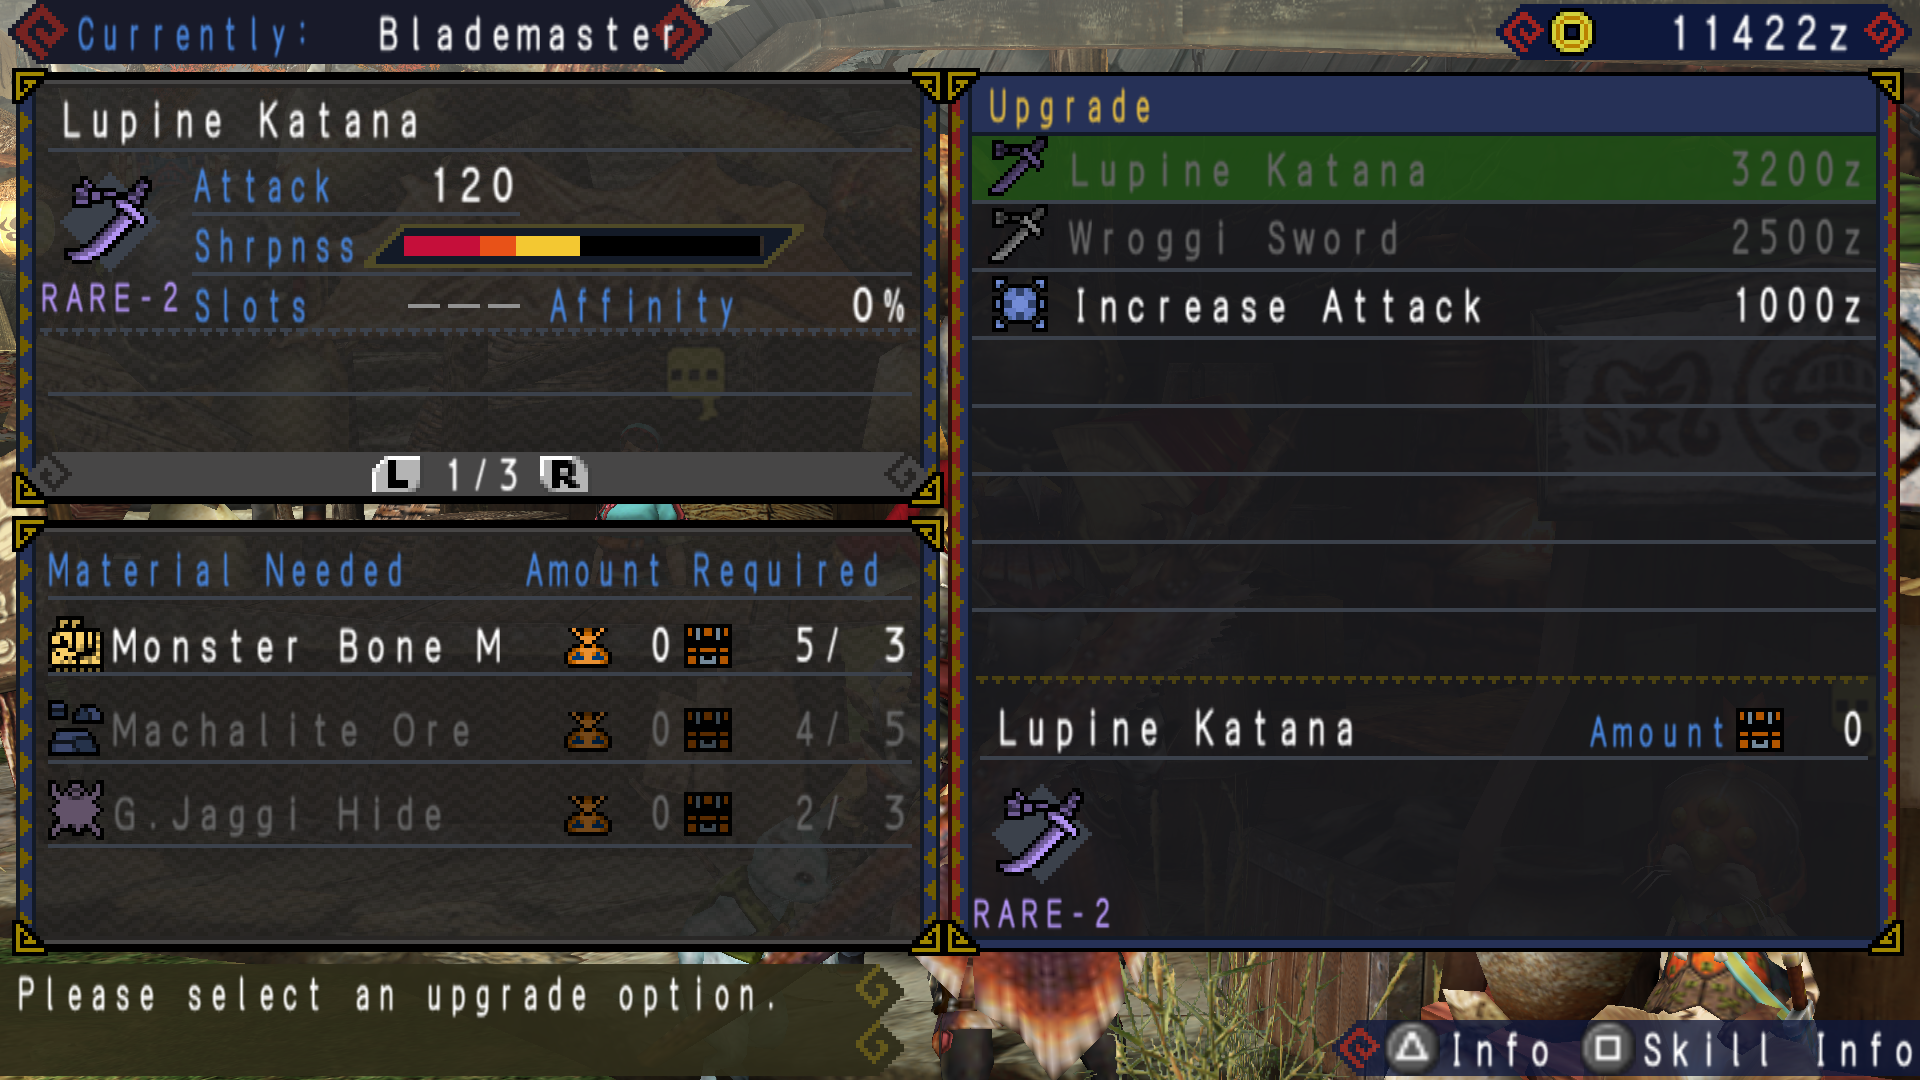 Currently: Blademaster
11422z
Lupine Katana
Attack 120
Shrpnss
RARE-2 Slots --- Affinity 0%
L 1/3 R
Material Needed Amount Required
Monster Bone M 0 5/ 3
Machalite Ore 0 4/ 5
G.Jaggi Hide 0 2/ 3
Upgrade
Lupine Katana 3200z
Wroggi Sword 2500z
Increase Attack 1000z
Lupine Katana Amount 0
RARE-2
Please select an upgrade option.
Info Skill Info